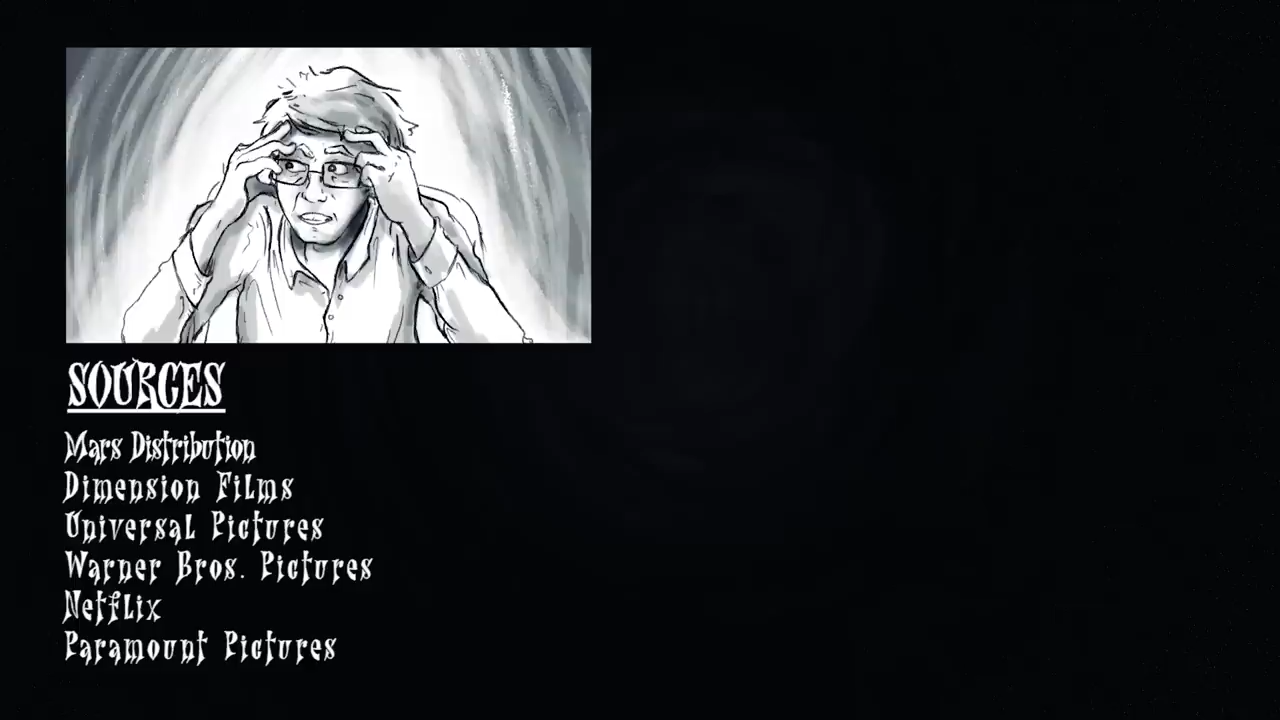 SOURCES
Mars Distribution
Dimension Films
Universal Pictures
Warner Bros. Pictures
Netflix
Paramount Pictures